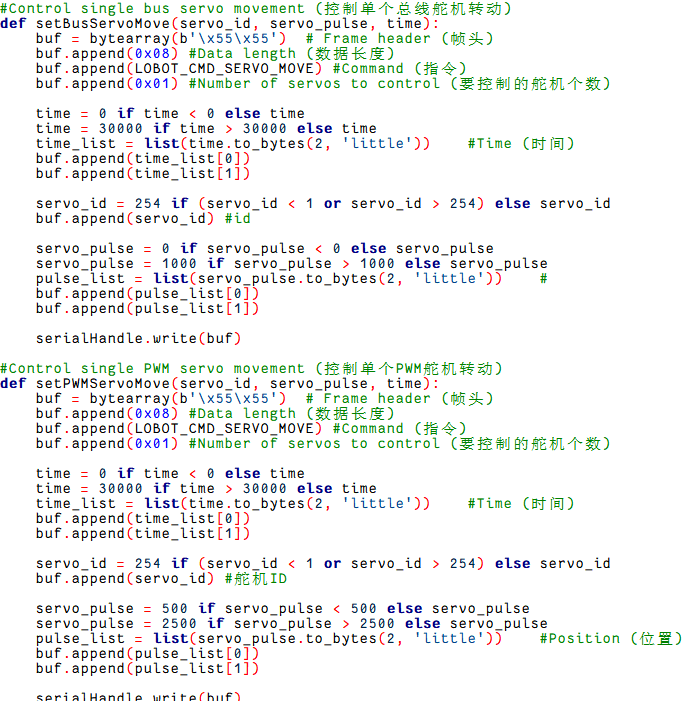 #Control single bus servo movement (控制单个总线舵机转动)
def setBusServoMove(servo_id, servo_pulse, time):
    buf = bytearray(b'\x55\x55')  # Frame header (帧头)
    buf.append(0x08) #Data length (数据长度)
    buf.append(LOBOT_CMD_SERVO_MOVE) #Command (指令)
    buf.append(0x01) #Number of servos to control (要控制的舵机个数)

    time = 0 if time < 0 else time
    time = 30000 if time > 30000 else time
    time_list = list(time.to_bytes(2, 'little'))    #Time (时间)
    buf.append(time_list[0])
    buf.append(time_list[1])

    servo_id = 254 if (servo_id < 1 or servo_id > 254) else servo_id
    buf.append(servo_id) #id

    servo_pulse = 0 if servo_pulse < 0 else servo_pulse
    servo_pulse = 1000 if servo_pulse > 1000 else servo_pulse
    pulse_list = list(servo_pulse.to_bytes(2, 'little'))    #
    buf.append(pulse_list[0])
    buf.append(pulse_list[1])

    serialHandle.write(buf)

#Control single PWM servo movement (控制单个PWM舵机转动)
def setPWMServoMove(servo_id, servo_pulse, time):
    buf = bytearray(b'\x55\x55')  # Frame header (帧头)
    buf.append(0x08) #Data length (数据长度)
    buf.append(LOBOT_CMD_SERVO_MOVE) #Command (指令)
    buf.append(0x01) #Number of servos to control (要控制的舵机个数)

    time = 0 if time < 0 else time
    time = 30000 if time > 30000 else time
    time_list = list(time.to_bytes(2, 'little'))    #Time (时间)
    buf.append(time_list[0])
    buf.append(time_list[1])

    servo_id = 254 if (servo_id < 1 or servo_id > 254) else servo_id
    buf.append(servo_id) #舵机ID

    servo_pulse = 500 if servo_pulse < 500 else servo_pulse
    servo_pulse = 2500 if servo_pulse > 2500 else servo_pulse
    pulse_list = list(servo_pulse.to_bytes(2, 'little'))    #Position (位置)
    buf.append(pulse_list[0])
    buf.append(pulse_list[1])

    serialHandle.write(buf)